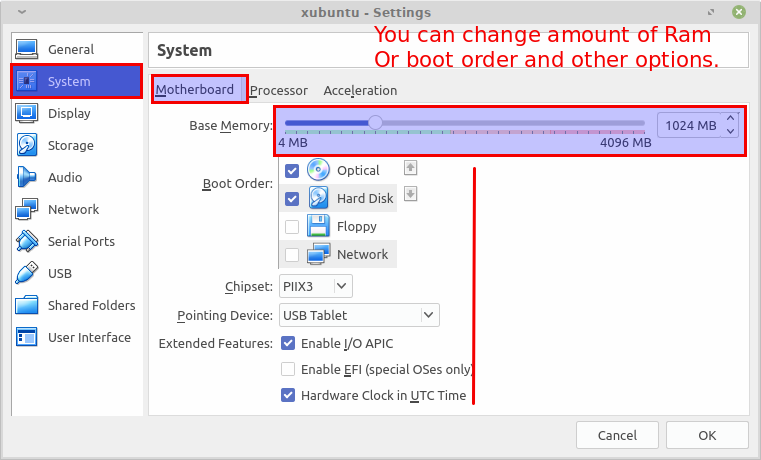 xubuntu - Settings
You can change amount of Ram
Or boot order and other options.
General
System
Display
Storage
Audio
Network
Serial Ports
USB
Shared Folders
User Interface
System
Motherboard Processor Acceleration
Base Memory: 1024 MB
4 MB 4096 MB
Boot Order:
Optical
Hard Disk
Floppy
Network
Chipset: PIIX3
Pointing Device: USB Tablet
Extended Features: Enable I/O APIC
Enable EFI (special OSes only)
Hardware Clock in UTC Time
Cancel OK